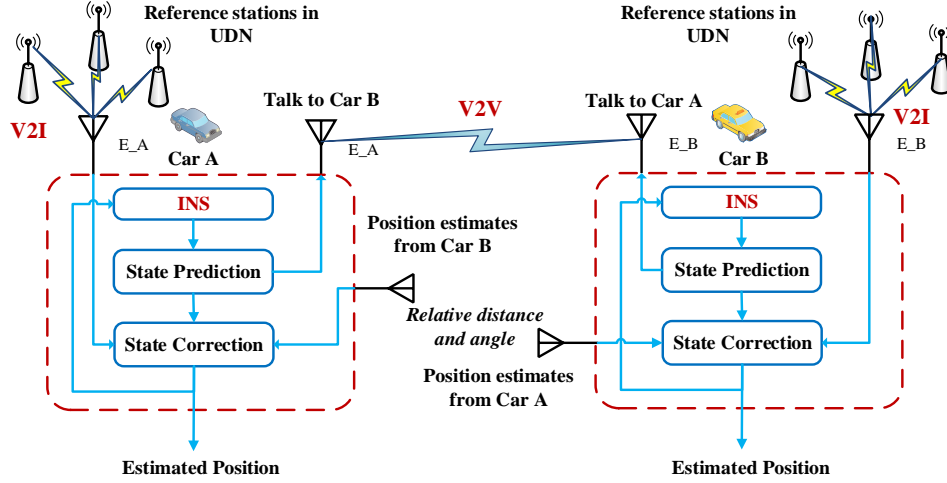 Reference stations in
UDN
Reference stations in
UDN
V2I
Talk to Car B
V2V
Talk to Car A
V2I
E_A
Car A
E_A
E_B
Car B
E_B
INS
State Prediction
State Correction
Position estimates
from Car B
Relative distance
and angle
Position estimates
from Car A
INS
State Prediction
State Correction
Estimated Position
Estimated Position